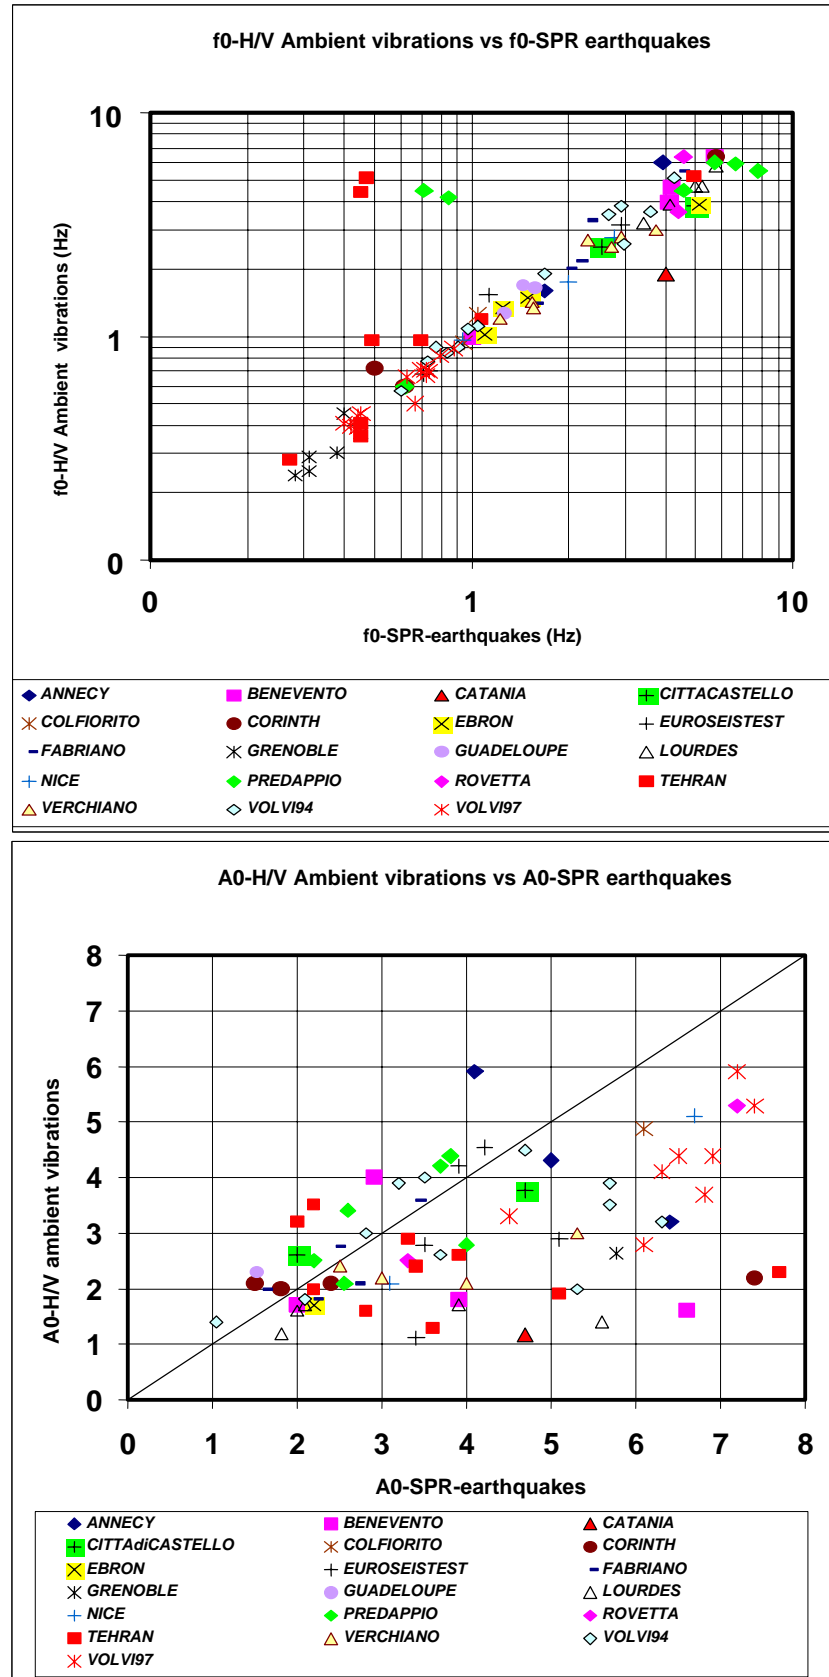 f0-H/V Ambient vibrations vs f0-SPR earthquakes
10
1
0
f0-H/V Ambient vibrations (Hz)
0 1 10
f0-SPR-earthquakes (Hz)
ANNECY BENEVENTO CATANIA CITTACASTELLO
COLFIORITO CORINTH EBRON EUROSEISTEST
FABRIANO GRENOBLE GUADELOUPE LOURDES
NICE PREDAPPIO ROVETTA TEHRAN
VERCHIANO VOLVI94 VOLVI97
A0-H/V Ambient vibrations vs A0-SPR earthquakes
8
7
6
5
4
3
2
1
0
A0-H/V ambient vibrations
0 1 2 3 4 5 6 7 8
A0-SPR-earthquakes
ANNECY BENEVENTO CATANIA
CITTAdiCASTELLO COLFIORITO CORINTH
EBRON EUROSEISTEST FABRIANO
GRENOBLE GUADELOUPE LOURDES
NICE PREDAPPIO ROVETTA
TEHRAN VERCHIANO VOLVI94
VOLVI97